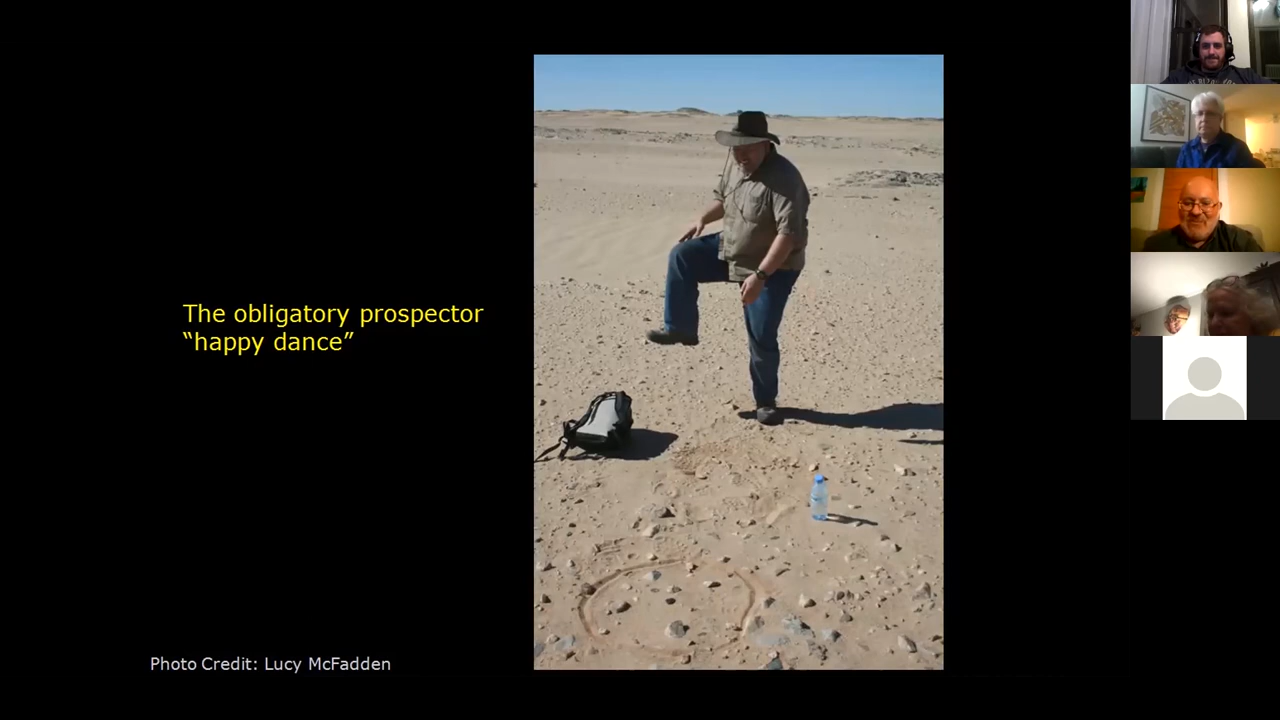 The obligatory prospector
“happy dance”
Photo Credit: Lucy McFadden